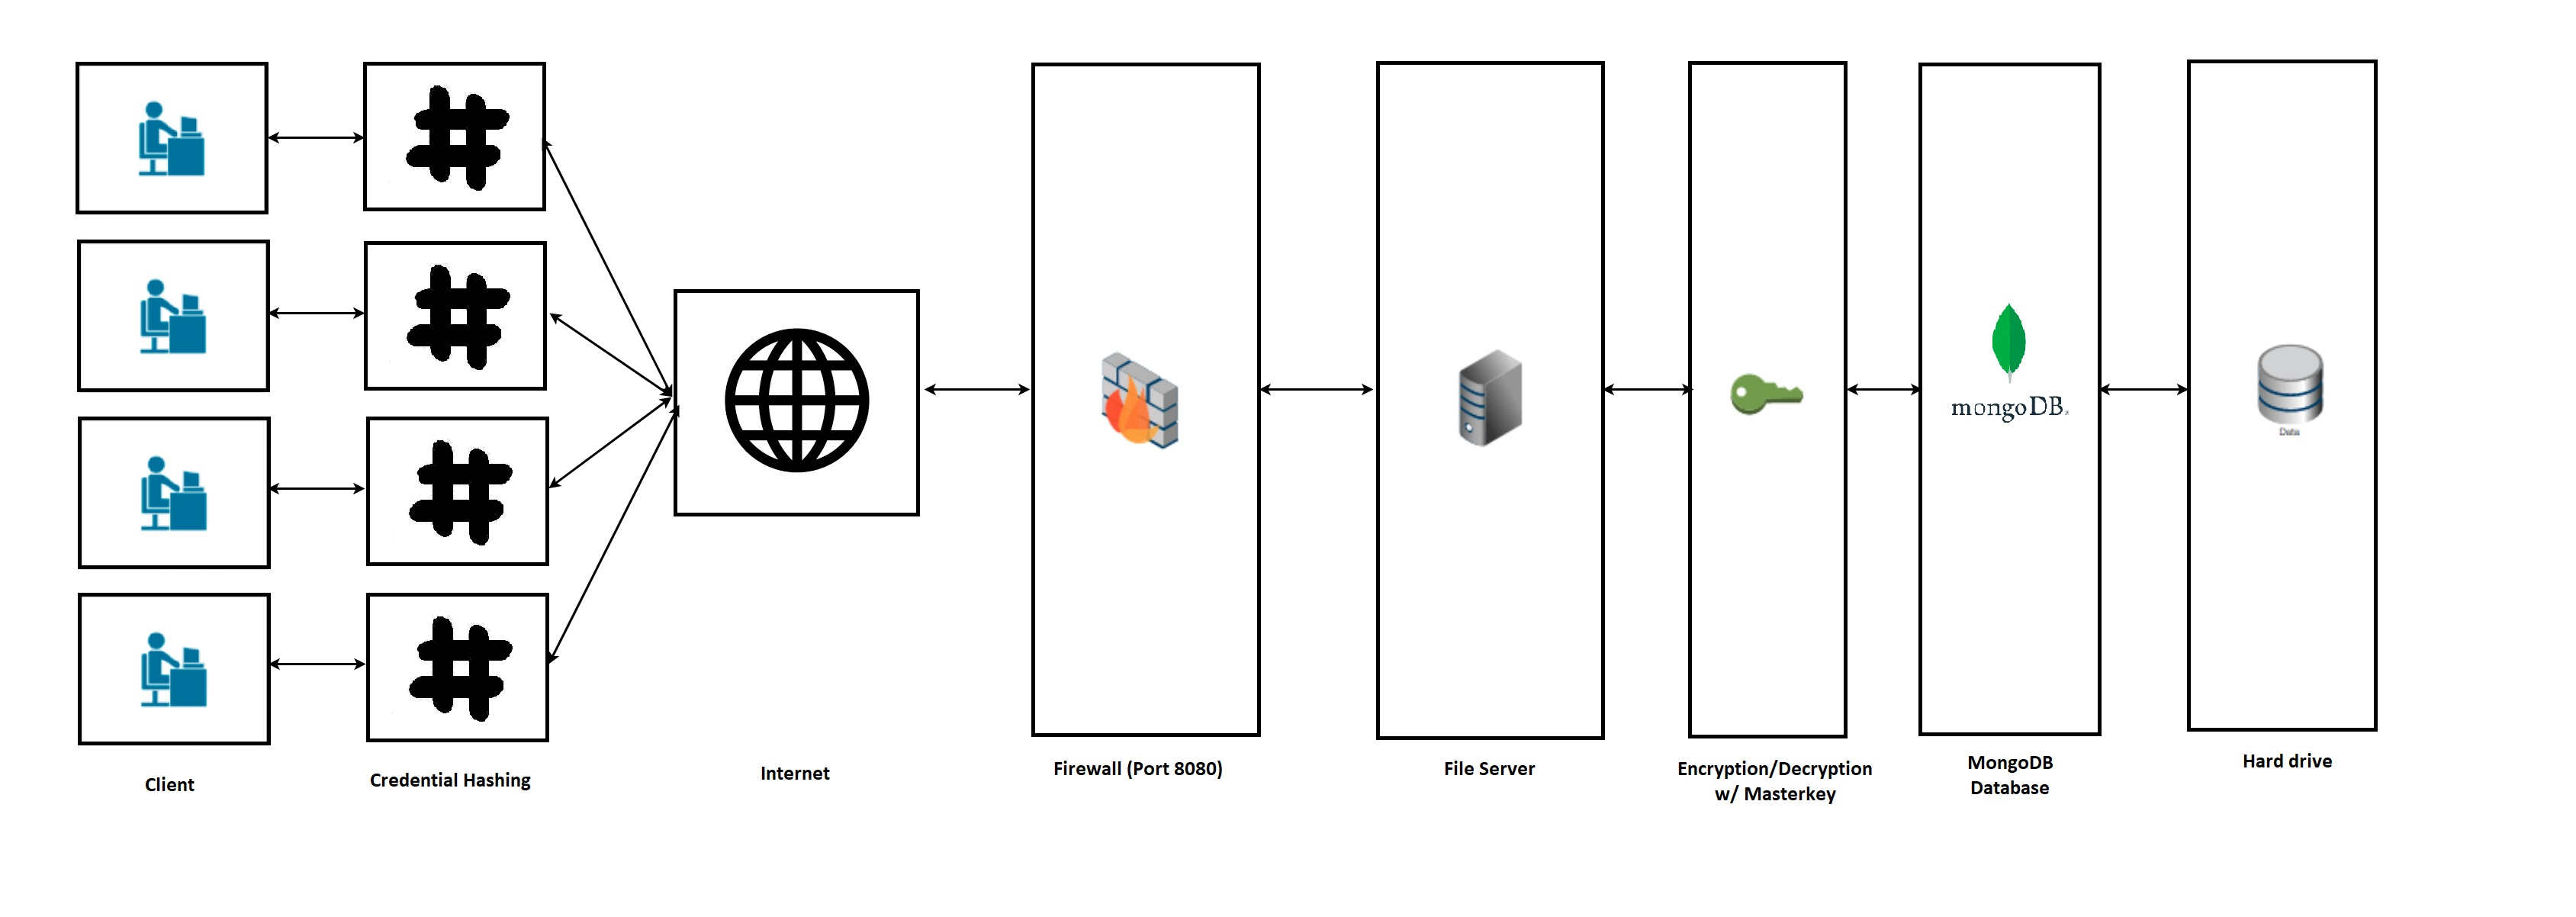 mongoDB.
Data
Client
Credential Hashing
Internet
Firewall (Port 8080)
File Server
Encryption/Decryption
w/ Masterkey
MongoDB
Database
Hard drive